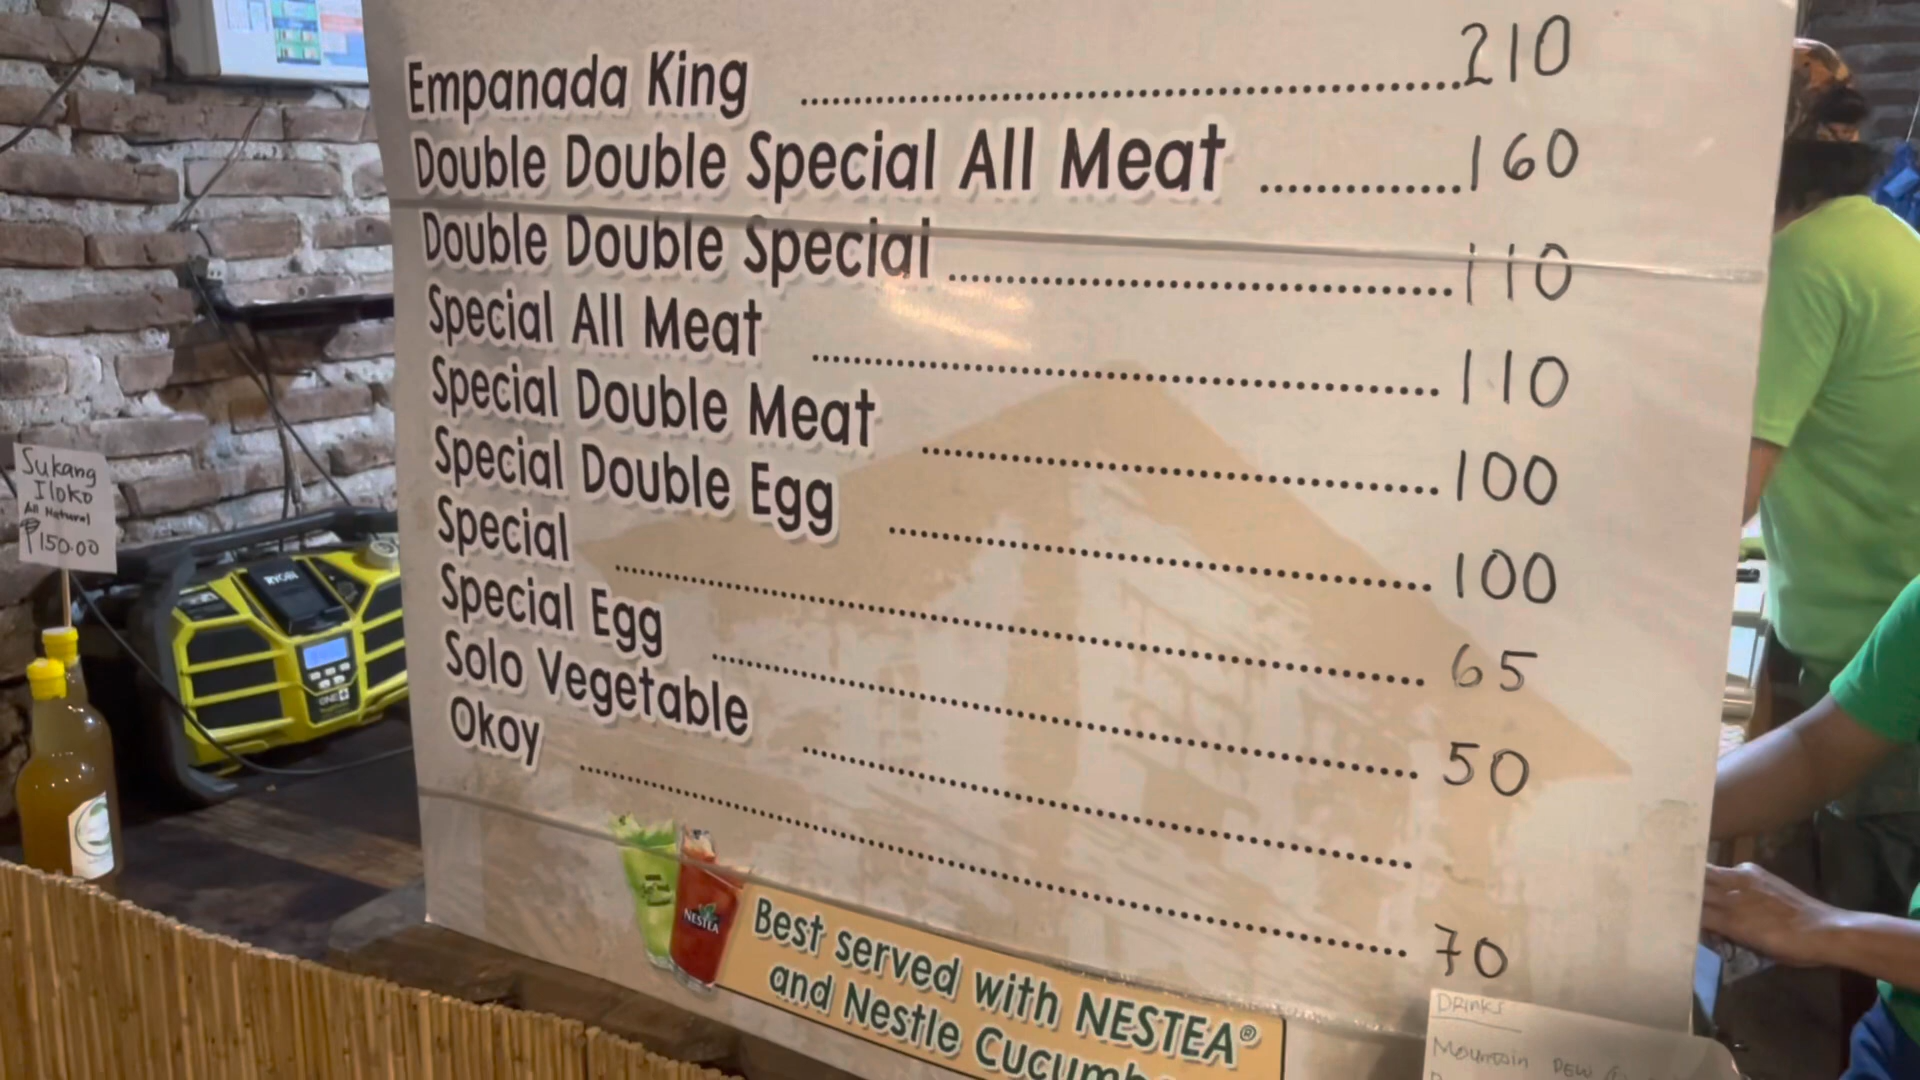 Empanada King ........ 210
Double Double Special All Meat ........ 160
Double Double Special ........ 110
Special All Meat ........ 110
Special Double Meat ........ 100
Special Double Egg ........ 100
Special ........ 65
Special Egg ........ 50
Solo Vegetable ........
Okoy ........ 70
Best served with NESTEA®
and Nestle
NESTEA
Sukang
Iloko
All Natural
₱150.00
RYOBI
ONE+
Drinks
Mountain Dew